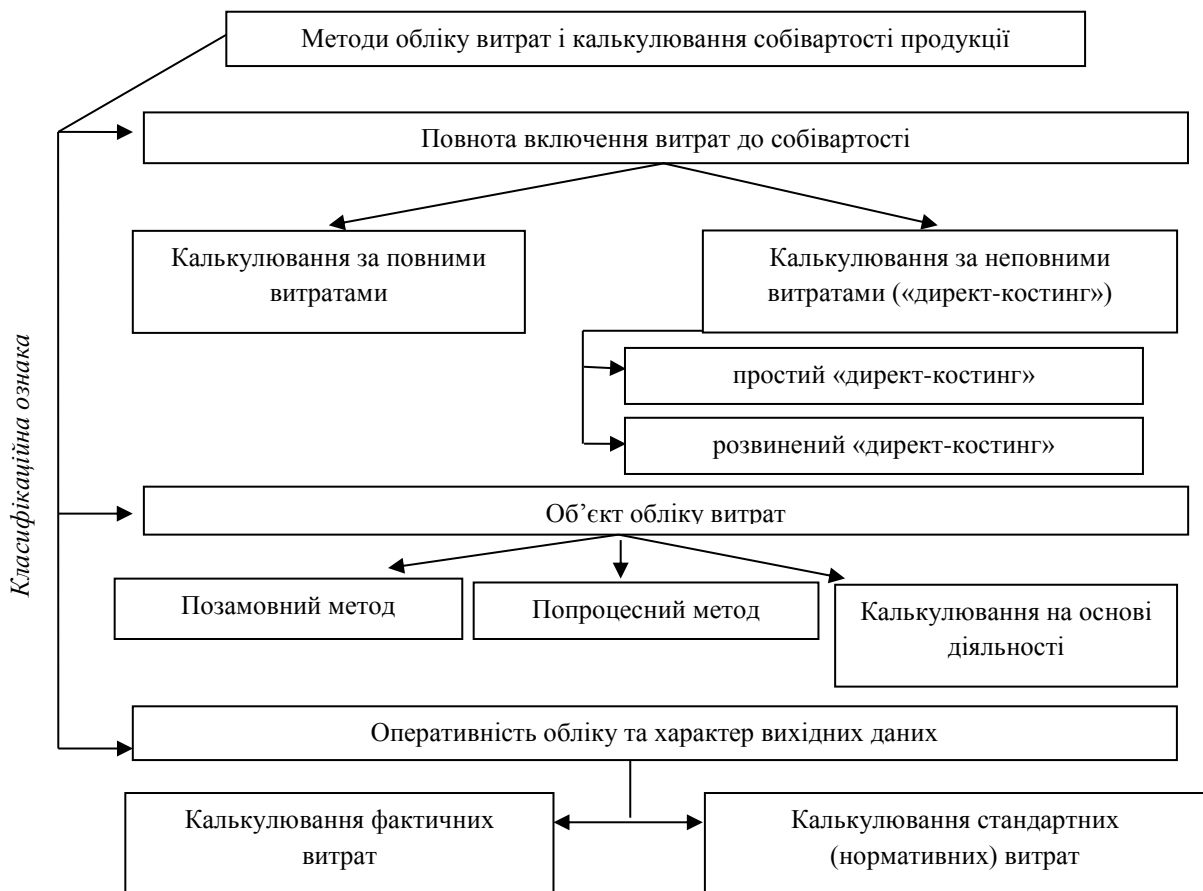 Методи обліку витрат і калькулювання собівартості продукції
Класифікаційна ознака
Повнота включення витрат до собівартості
Калькулювання за повними
витратами
Калькулювання за неповними
витратами («директ-костинг»)
простий «директ-костинг»
розвинений «директ-костинг»
Об’єкт обліку витрат
Позамовний метод
Попроцесний метод
Калькулювання на основі
діяльності
Оперативність обліку та характер вихідних даних
Калькулювання фактичних
витрат
Калькулювання стандартних
(нормативних) витрат